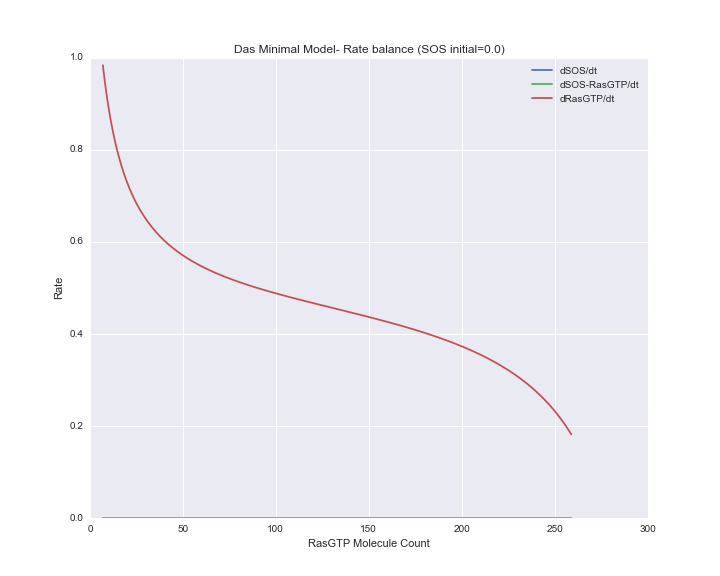 Das Minimal Model- Rate balance (SOS initial=0.0)
dSOS/dt
dSOS-RasGTP/dt
dRasGTP/dt
1.0
0.8
0.6
0.4
0.2
0.0
Rate
0 50 100 150 200 250 300
RasGTP Molecule Count